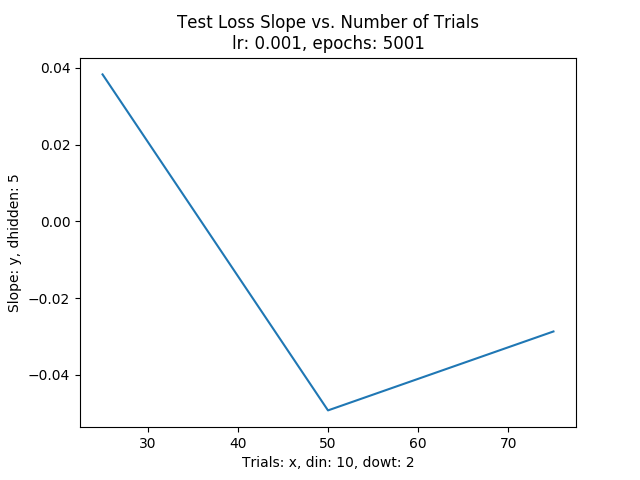 Test Loss Slope vs. Number of Trials
lr: 0.001, epochs: 5001
0.04
0.02
0.00
−0.02
−0.04
Slope: y, dhidden: 5
30 40 50 60 70
Trials: x, din: 10, dowt: 2